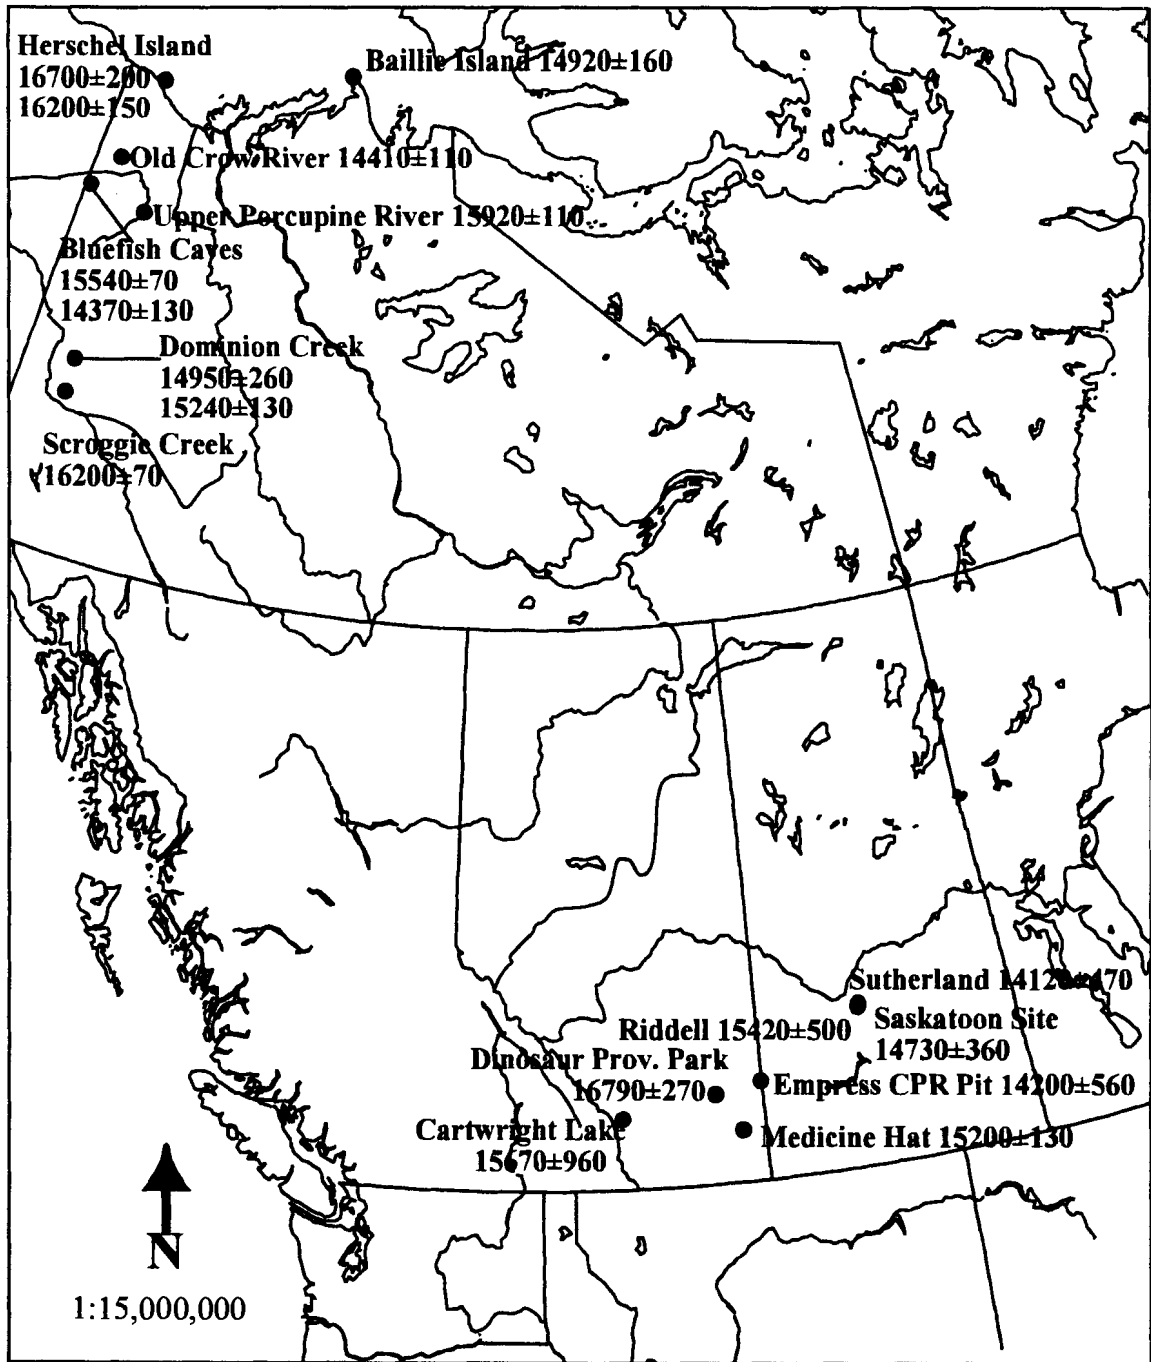 Herschel Island
16700±200
16200±150
Baillie Island 14920±160
Old Crow River 14410±110
Upper Porcupine River 15920±110
Bluefish Caves
15540±70
14370±130
Dominion Creek
14950±260
15240±130
Scroggie Creek
16200±70
Sutherland 14120±470
Riddell 15420±500
Saskatoon Site
14730±360
Dinosaur Prov. Park
16790±270
Empress CPR Pit 14200±560
Cartwright Lake
15670±960
Medicine Hat 15200±130
N
1:15,000,000